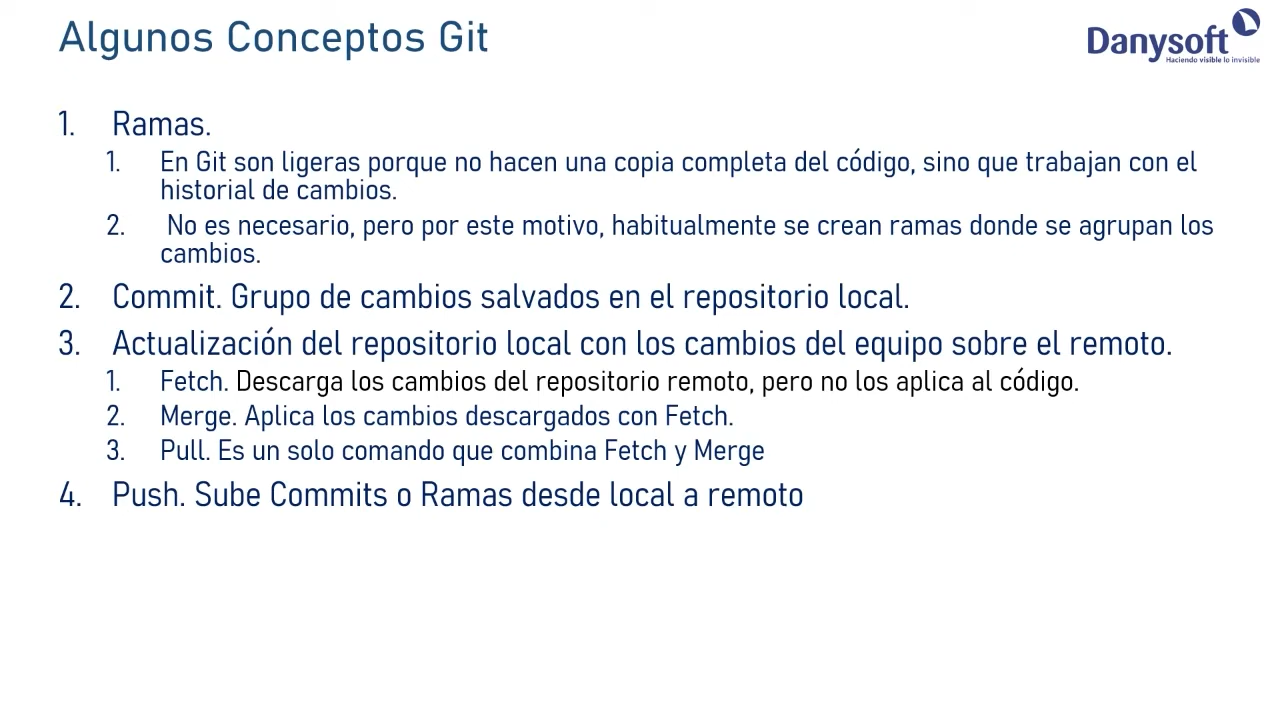 Algunos Conceptos Git
Danysoft
Haciendo visible lo invisible
1. Ramas.
1. En Git son ligeras porque no hacen una copia completa del código, sino que trabajan con el
historial de cambios.
2. No es necesario, pero por este motivo, habitualmente se crean ramas donde se agrupan los
cambios.
2. Commit. Grupo de cambios salvados en el repositorio local.
3. Actualización del repositorio local con los cambios del equipo sobre el remoto.
1. Fetch. Descarga los cambios del repositorio remoto, pero no los aplica al código.
2. Merge. Aplica los cambios descargados con Fetch.
3. Pull. Es un solo comando que combina Fetch y Merge
4. Push. Sube Commits o Ramas desde local a remoto